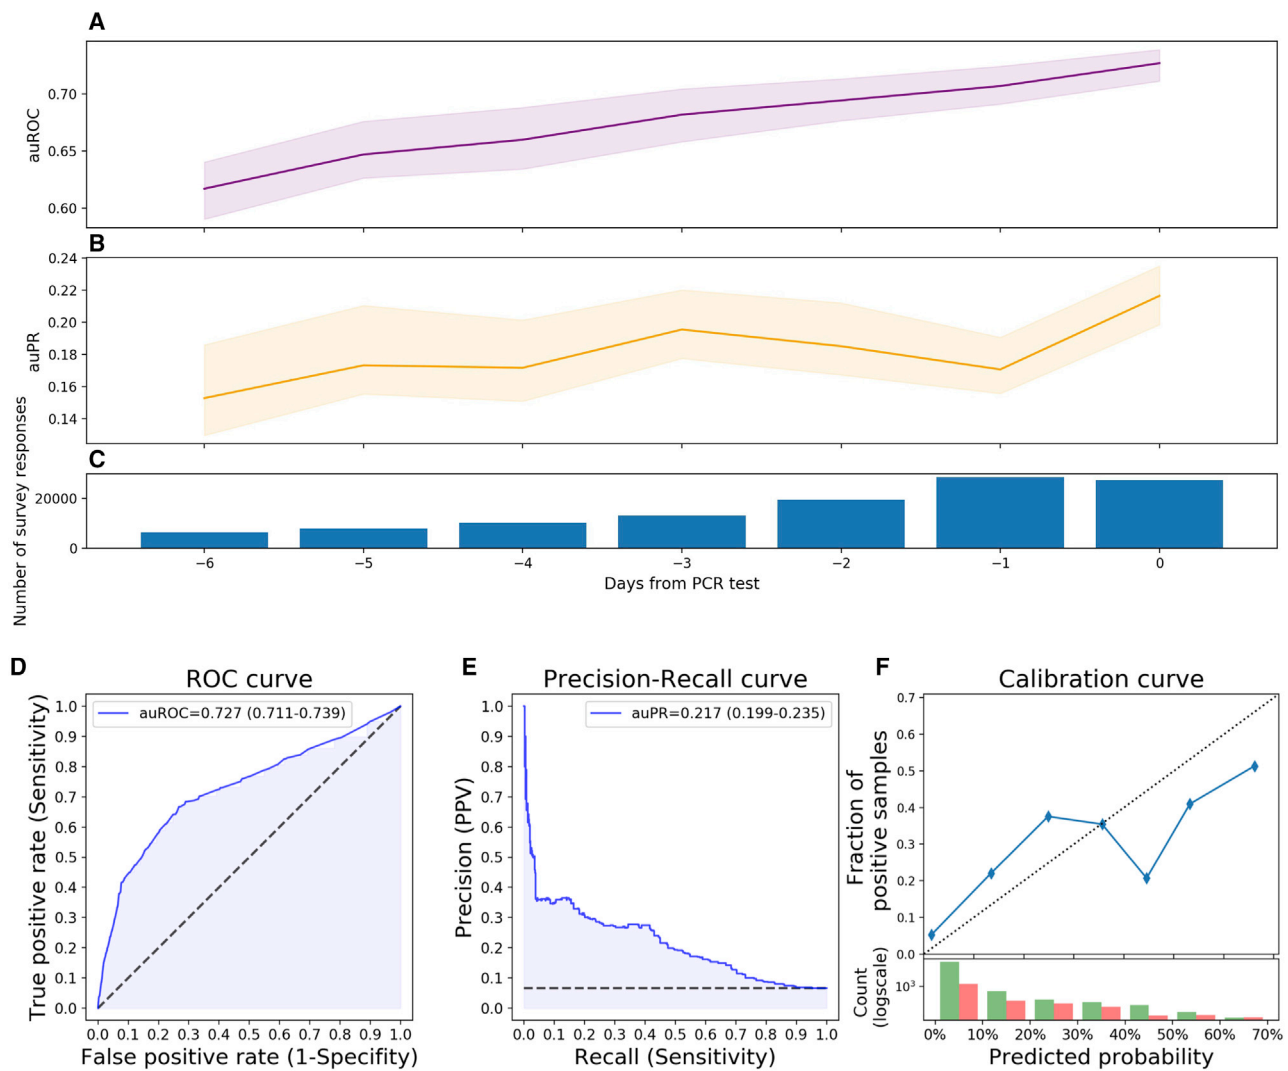 A
auROC
0.70
0.65
0.60
B
auPR
0.24
0.22
0.20
0.18
0.16
0.14
C
Number of survey responses
20000
0
−6 −5 −4 −3 −2 −1 0
Days from PCR test
D
ROC curve
True positive rate (Sensitivity)
auROC=0.727 (0.711-0.739)
1.0
0.9
0.8
0.7
0.6
0.5
0.4
0.3
0.2
0.1
0.0
0.0 0.1 0.2 0.3 0.4 0.5 0.6 0.7 0.8 0.9 1.0
False positive rate (1-Specifity)
E
Precision-Recall curve
Precision (PPV)
auPR=0.217 (0.199-0.235)
1.0
0.9
0.8
0.7
0.6
0.5
0.4
0.3
0.2
0.1
0.0
0.0 0.1 0.2 0.3 0.4 0.5 0.6 0.7 0.8 0.9 1.0
Recall (Sensitivity)
F
Calibration curve
Fraction of
positive samples
0.7
0.6
0.5
0.4
0.3
0.2
0.1
0.0
Count
(logscale)
10³
0% 10% 20% 30% 40% 50% 60% 70%
Predicted probability